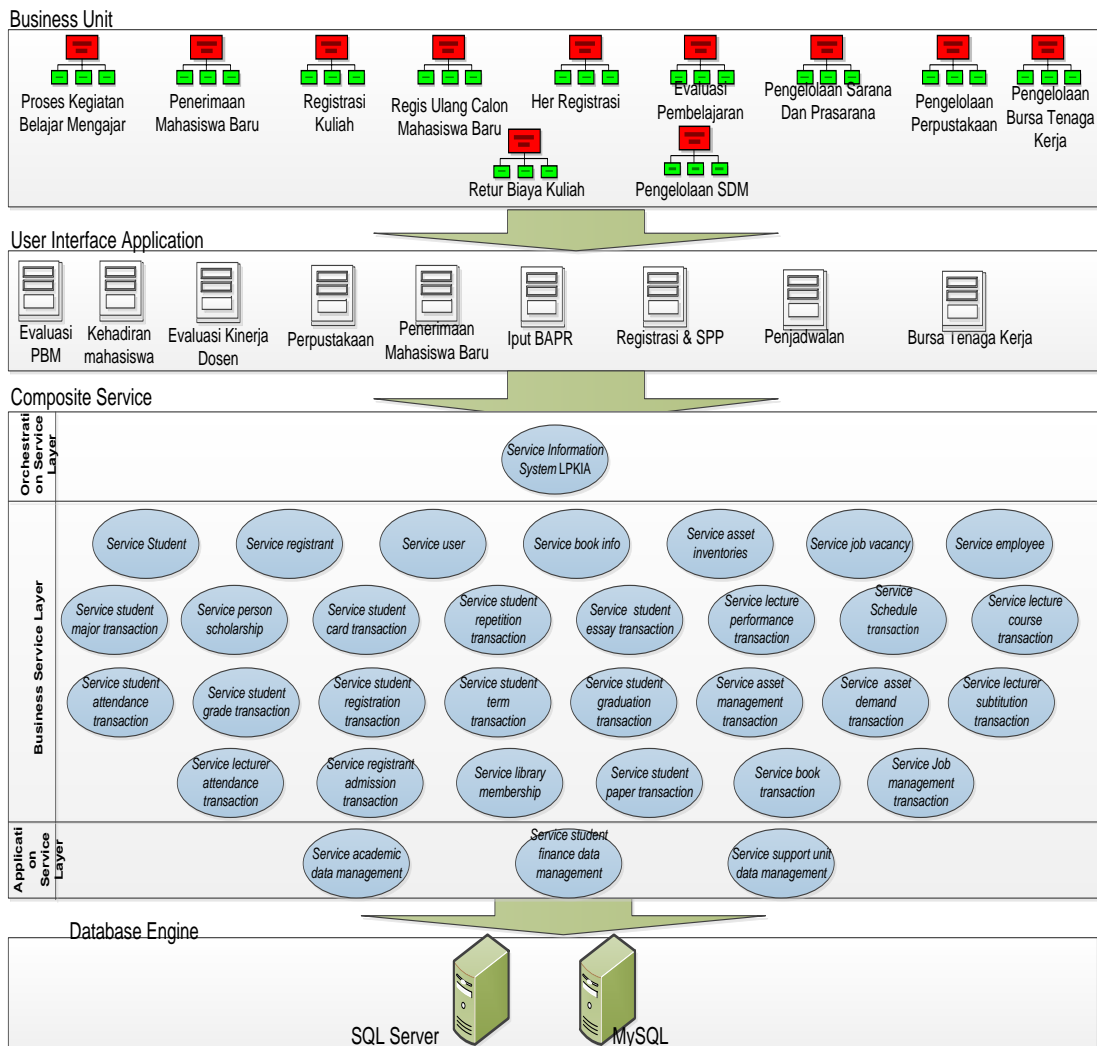 Business Unit
Proses Kegiatan
Belajar Mengajar
Penerimaan
Mahasiswa Baru
Registrasi
Kuliah
Regis Ulang Calon
Mahasiswa Baru
Her Registrasi
Evaluasi
Pembelajaran
Pengelolaan Sarana
Dan Prasarana
Pengelolaan
Perpustakaan
Pengelolaan
Bursa Tenaga
Kerja
Retur Biaya Kuliah
Pengelolaan SDM
User Interface Application
Evaluasi
PBM
Kehadiran
mahasiswa
Evaluasi Kinerja
Dosen
Perpustakaan
Penerimaan
Mahasiswa Baru
Iput BAPR
Registrasi & SPP
Penjadwalan
Bursa Tenaga Kerja
Composite Service
Orchestrati
on Service
Layer
Service Information
System LPKIA
Business Service Layer
Service Student
Service registrant
Service user
Service book info
Service asset
inventories
Service job vacancy
Service employee
Service student
major transaction
Service person
scholarship
Service student
card transaction
Service student
repetition
transaction
Service student
essay transaction
Service lecture
performance
transaction
Service
Schedule
transaction
Service lecture
course
transaction
Service student
attendance
transaction
Service student
grade transaction
Service student
registration
transaction
Service student
term
transaction
Service student
graduation
transaction
Service asset
management
transaction
Service asset
demand
transaction
Service lecturer
subtitution
transaction
Service lecturer
attendance
transaction
Service registrant
admission
transaction
Service library
membership
Service student
paper transaction
Service book
transaction
Service Job
management
transaction
Applicati
on
Service
Layer
Service academic
data management
Service student
finance data
management
Service support unit
data management
Database Engine
SQL Server
MySQL